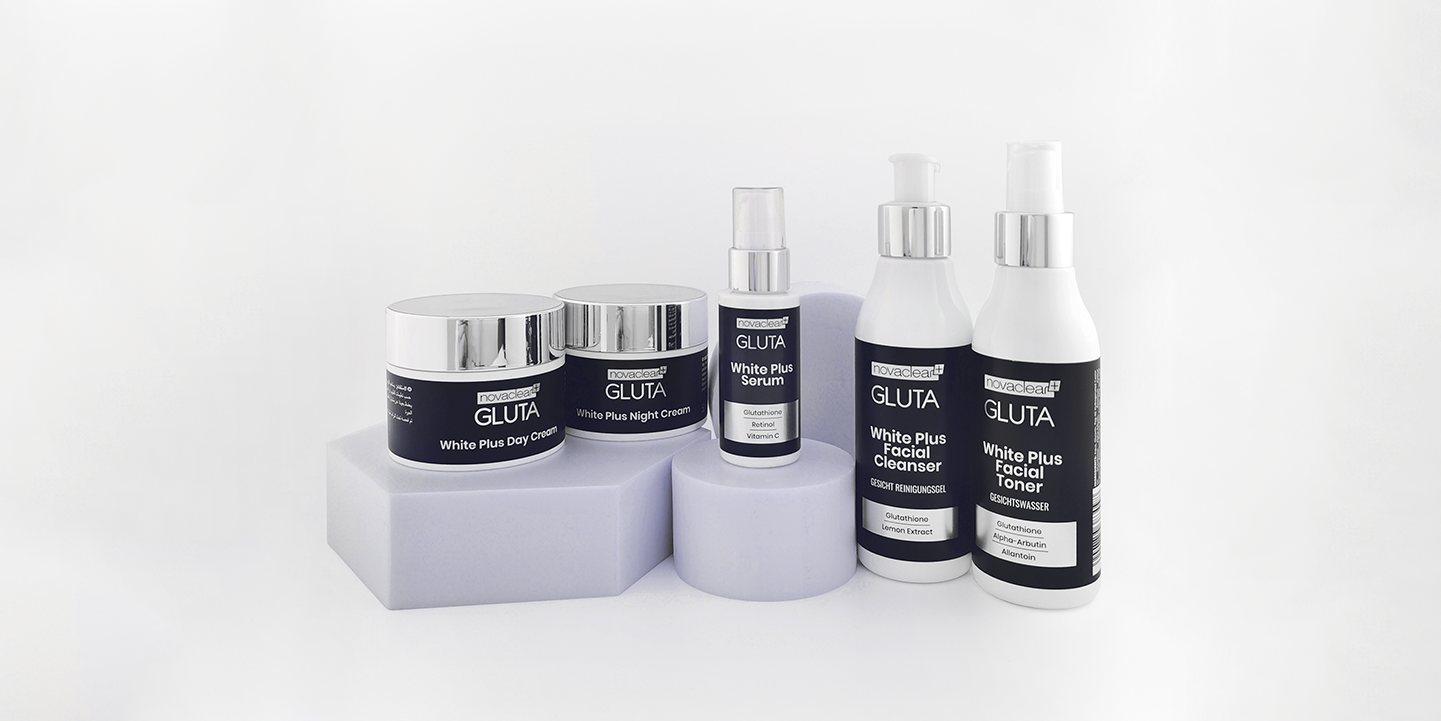 novaclear+
GLUTA
White Plus Day Cream
novaclear+
GLUTA
White Plus Night Cream
novaclear+
GLUTA
White Plus
Serum
Glutathione
Retinol
Vitamin C
novaclear+
GLUTA
White Plus
Facial
Cleanser
GESICHT REINIGUNGSGEL
Glutathione
Lemon Extract
novaclear+
GLUTA
White Plus
Facial
Toner
GESICHTSWASSER
Glutathione
Alpha-Arbutin
Allantoin